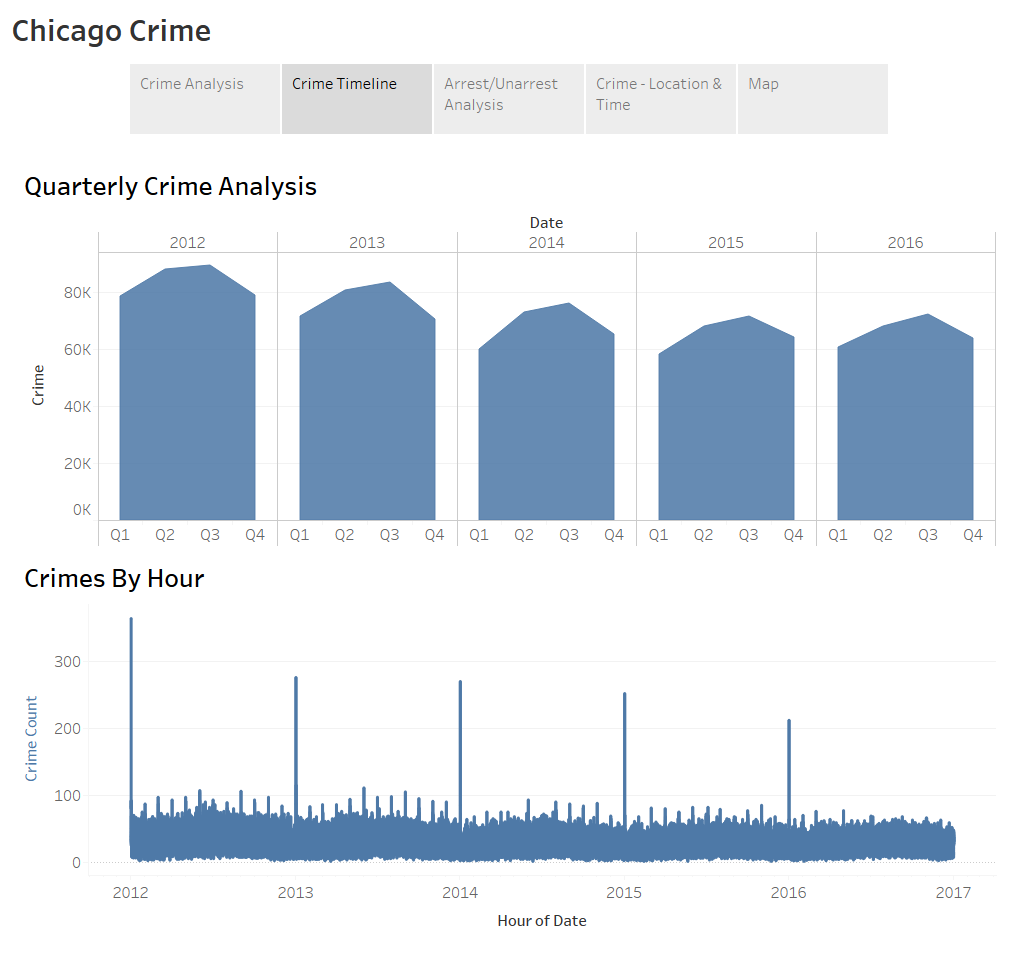 Chicago Crime
Crime Analysis
Crime Timeline
Arrest/Unarrest
Analysis
Crime - Location &
Time
Map
Quarterly Crime Analysis
Date
2012 2013 2014 2015 2016
80K
60K
40K
20K
0K
Crime
Q1 Q2 Q3 Q4 Q1 Q2 Q3 Q4 Q1 Q2 Q3 Q4 Q1 Q2 Q3 Q4 Q1 Q2 Q3 Q4
Crimes By Hour
300
200
100
0
Crime Count
2012 2013 2014 2015 2016 2017
Hour of Date